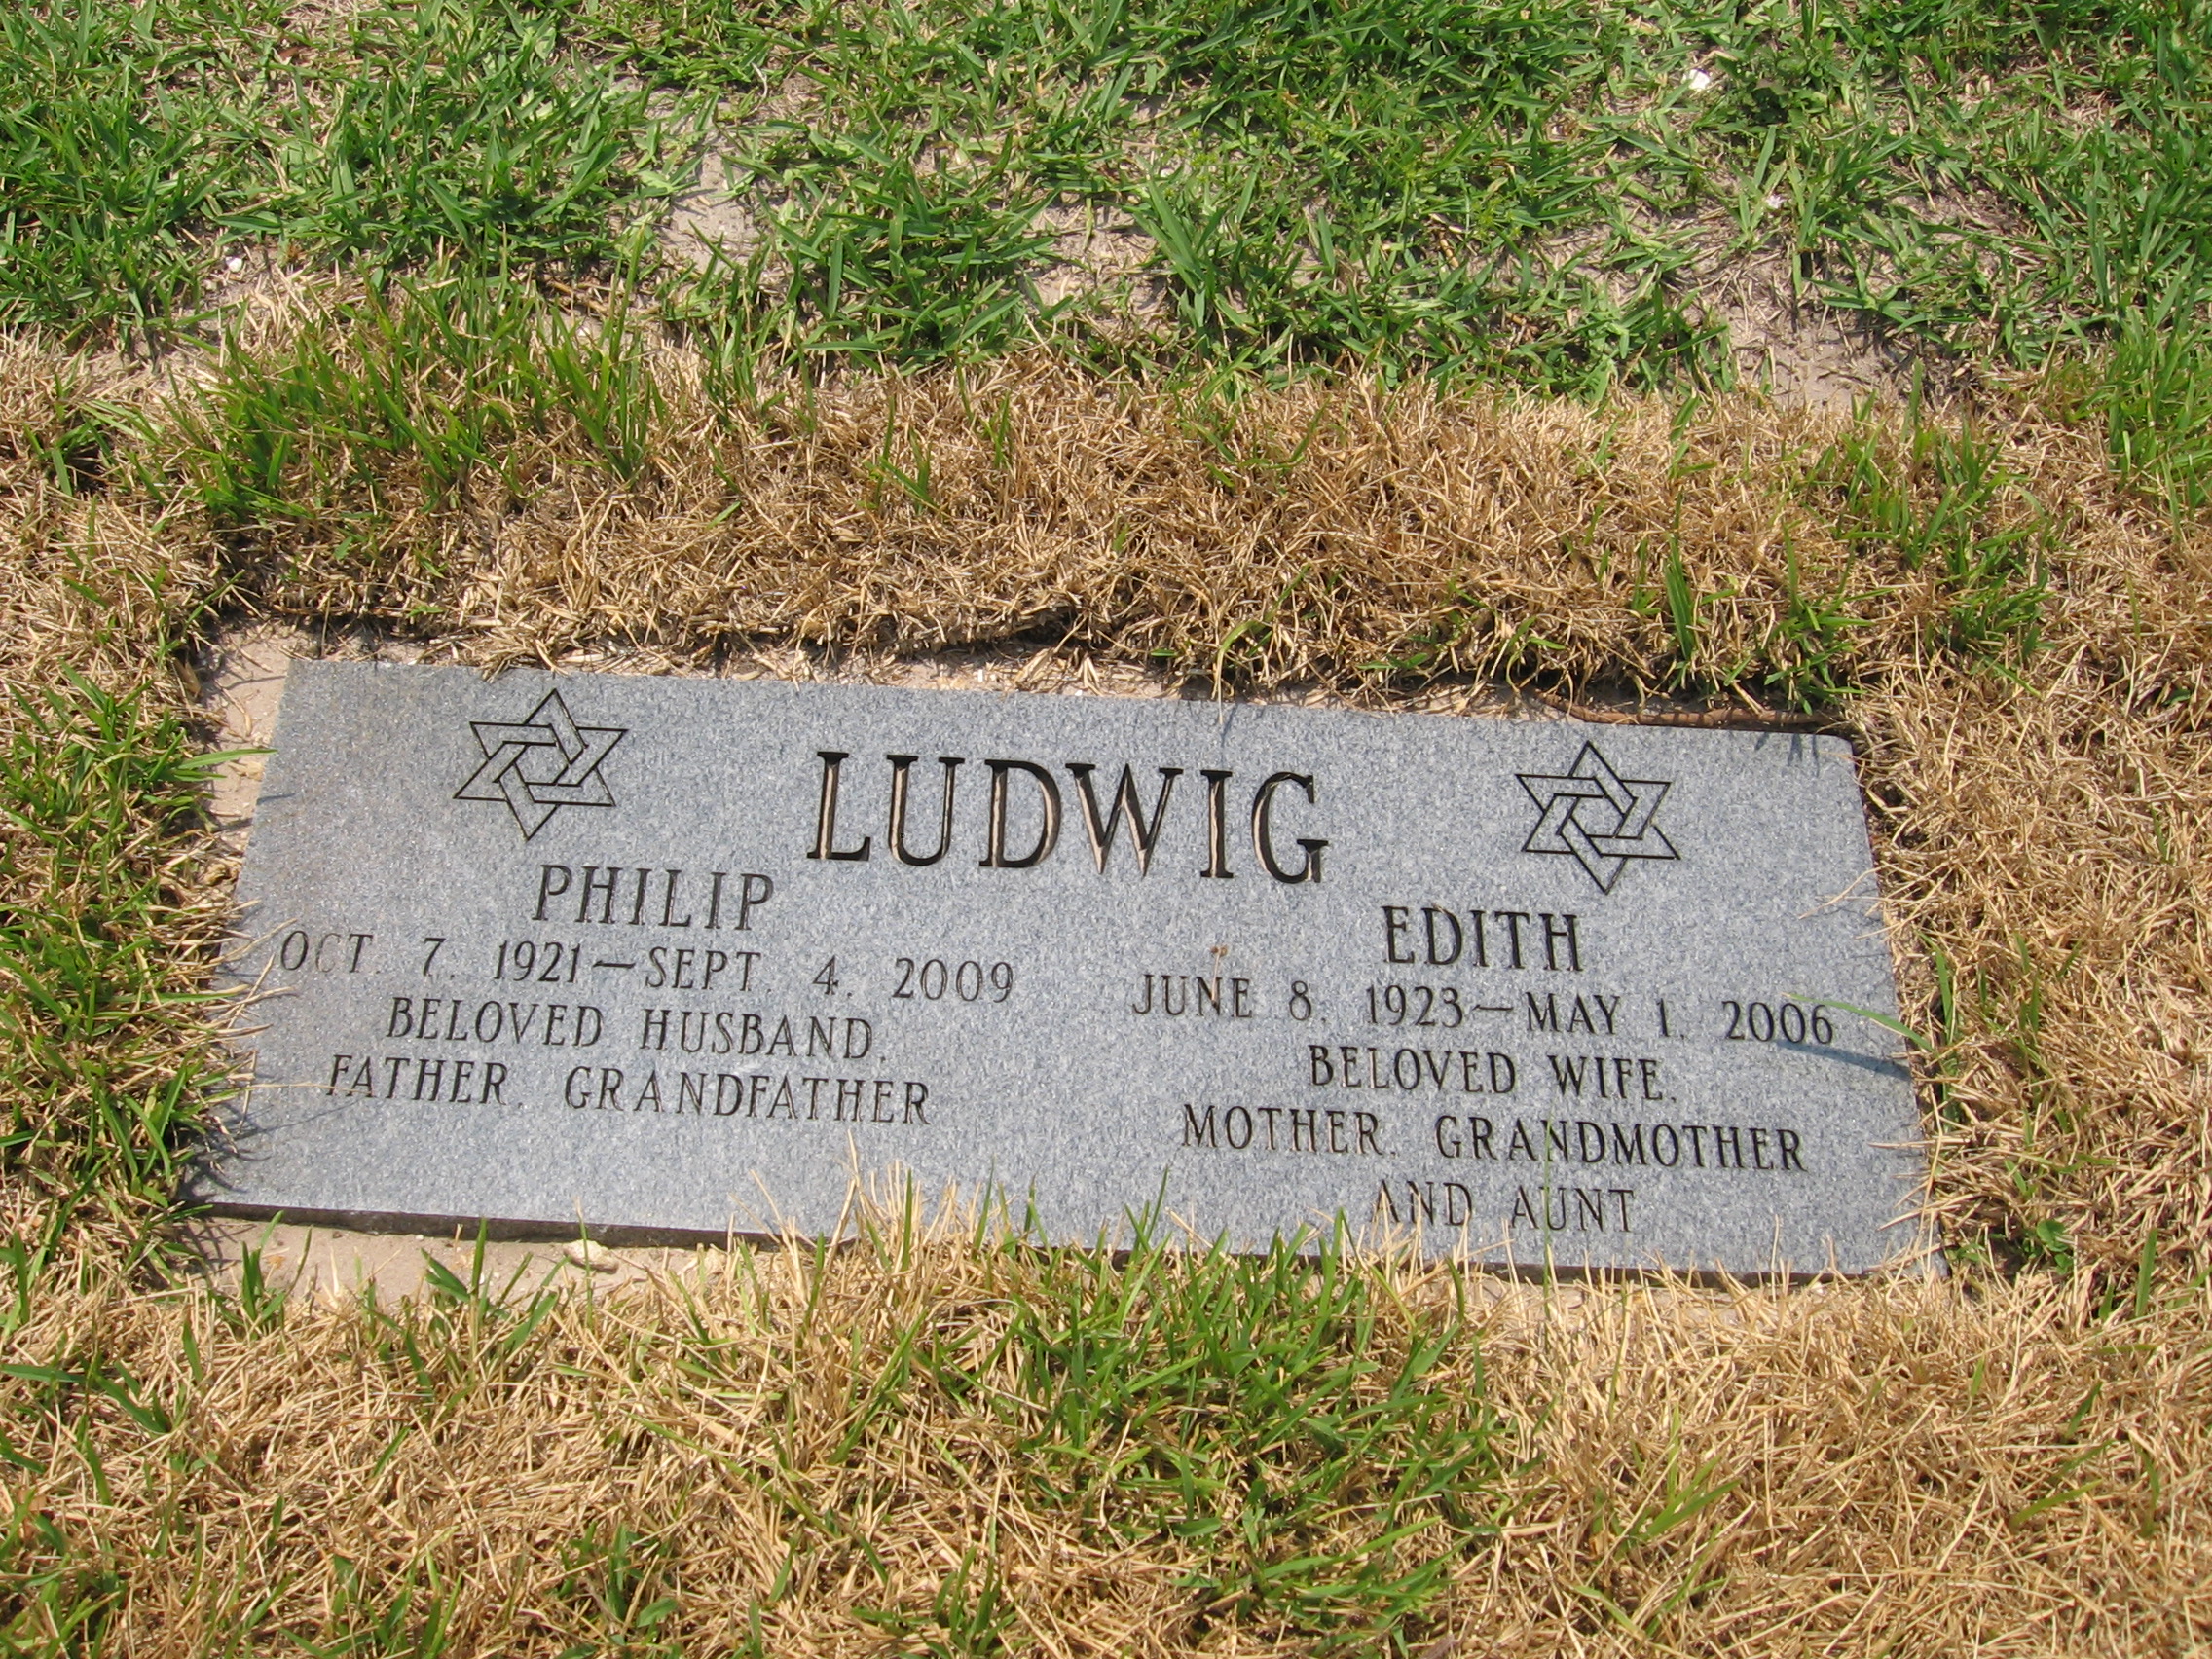 LUDWIG
PHILIP
OCT. 7, 1921—SEPT. 4, 2009
BELOVED HUSBAND,
FATHER, GRANDFATHER
EDITH
JUNE 8, 1923—MAY 1, 2006
BELOVED WIFE,
MOTHER, GRANDMOTHER
AND AUNT